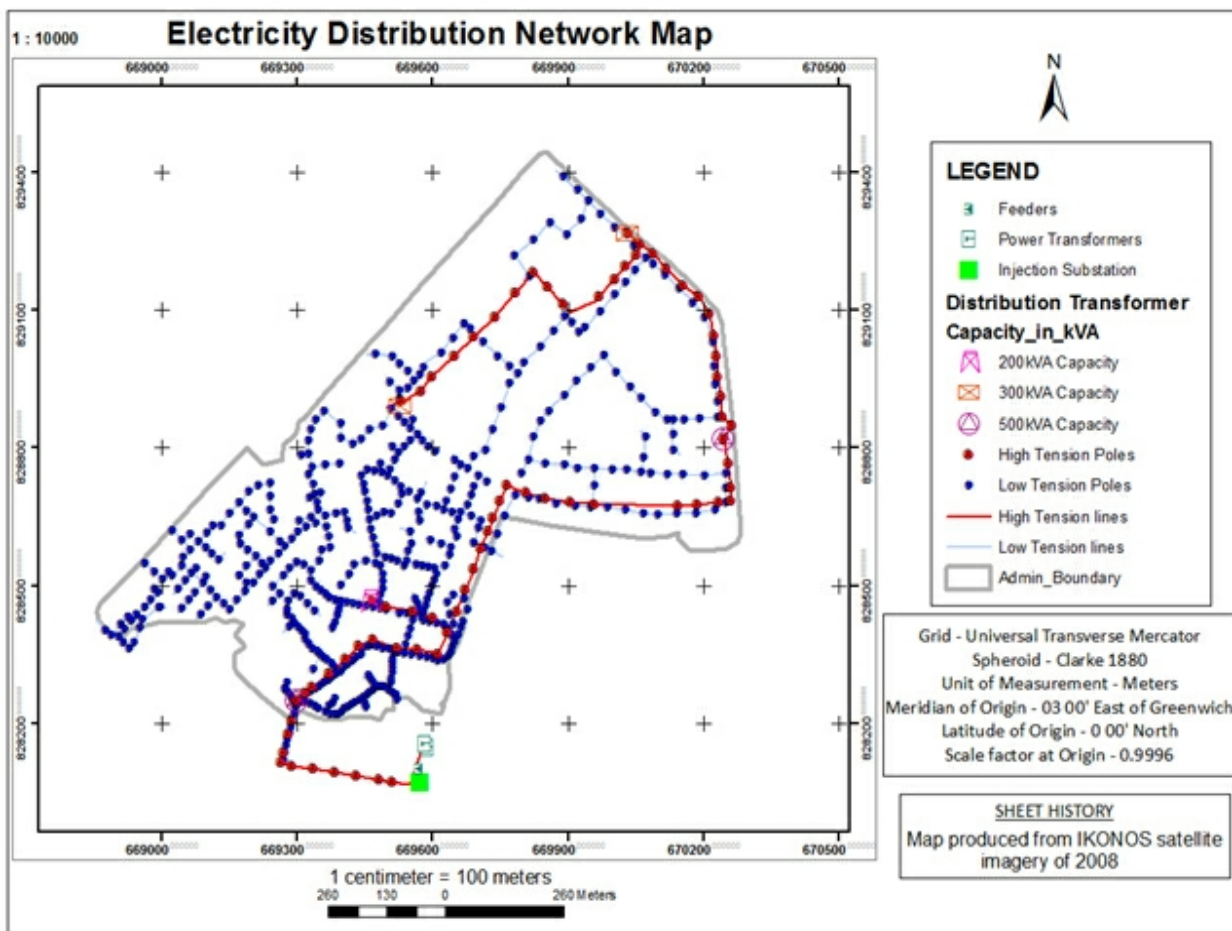 1 : 10000
Electricity Distribution Network Map
669000 669300 669600 669900 670200 670500
829400
829100
828800
828500
828200
829400
829100
828800
828500
828200
669000 669300 669600 669900 670200 670500
1 centimeter = 100 meters
260 130 0 260 Meters
N
LEGEND
Feeders
Power Transformers
Injection Substation
Distribution Transformer
Capacity_in_kVA
200kVA Capacity
300kVA Capacity
500kVA Capacity
High Tension Poles
Low Tension Poles
High Tension lines
Low Tension lines
Admin_Boundary
Grid - Universal Transverse Mercator
Spheroid - Clarke 1880
Unit of Measurement - Meters
Meridian of Origin - 03 00' East of Greenwich
Latitude of Origin - 0 00' North
Scale factor at Origin - 0.9996
SHEET HISTORY
Map produced from IKONOS satellite
imagery of 2008